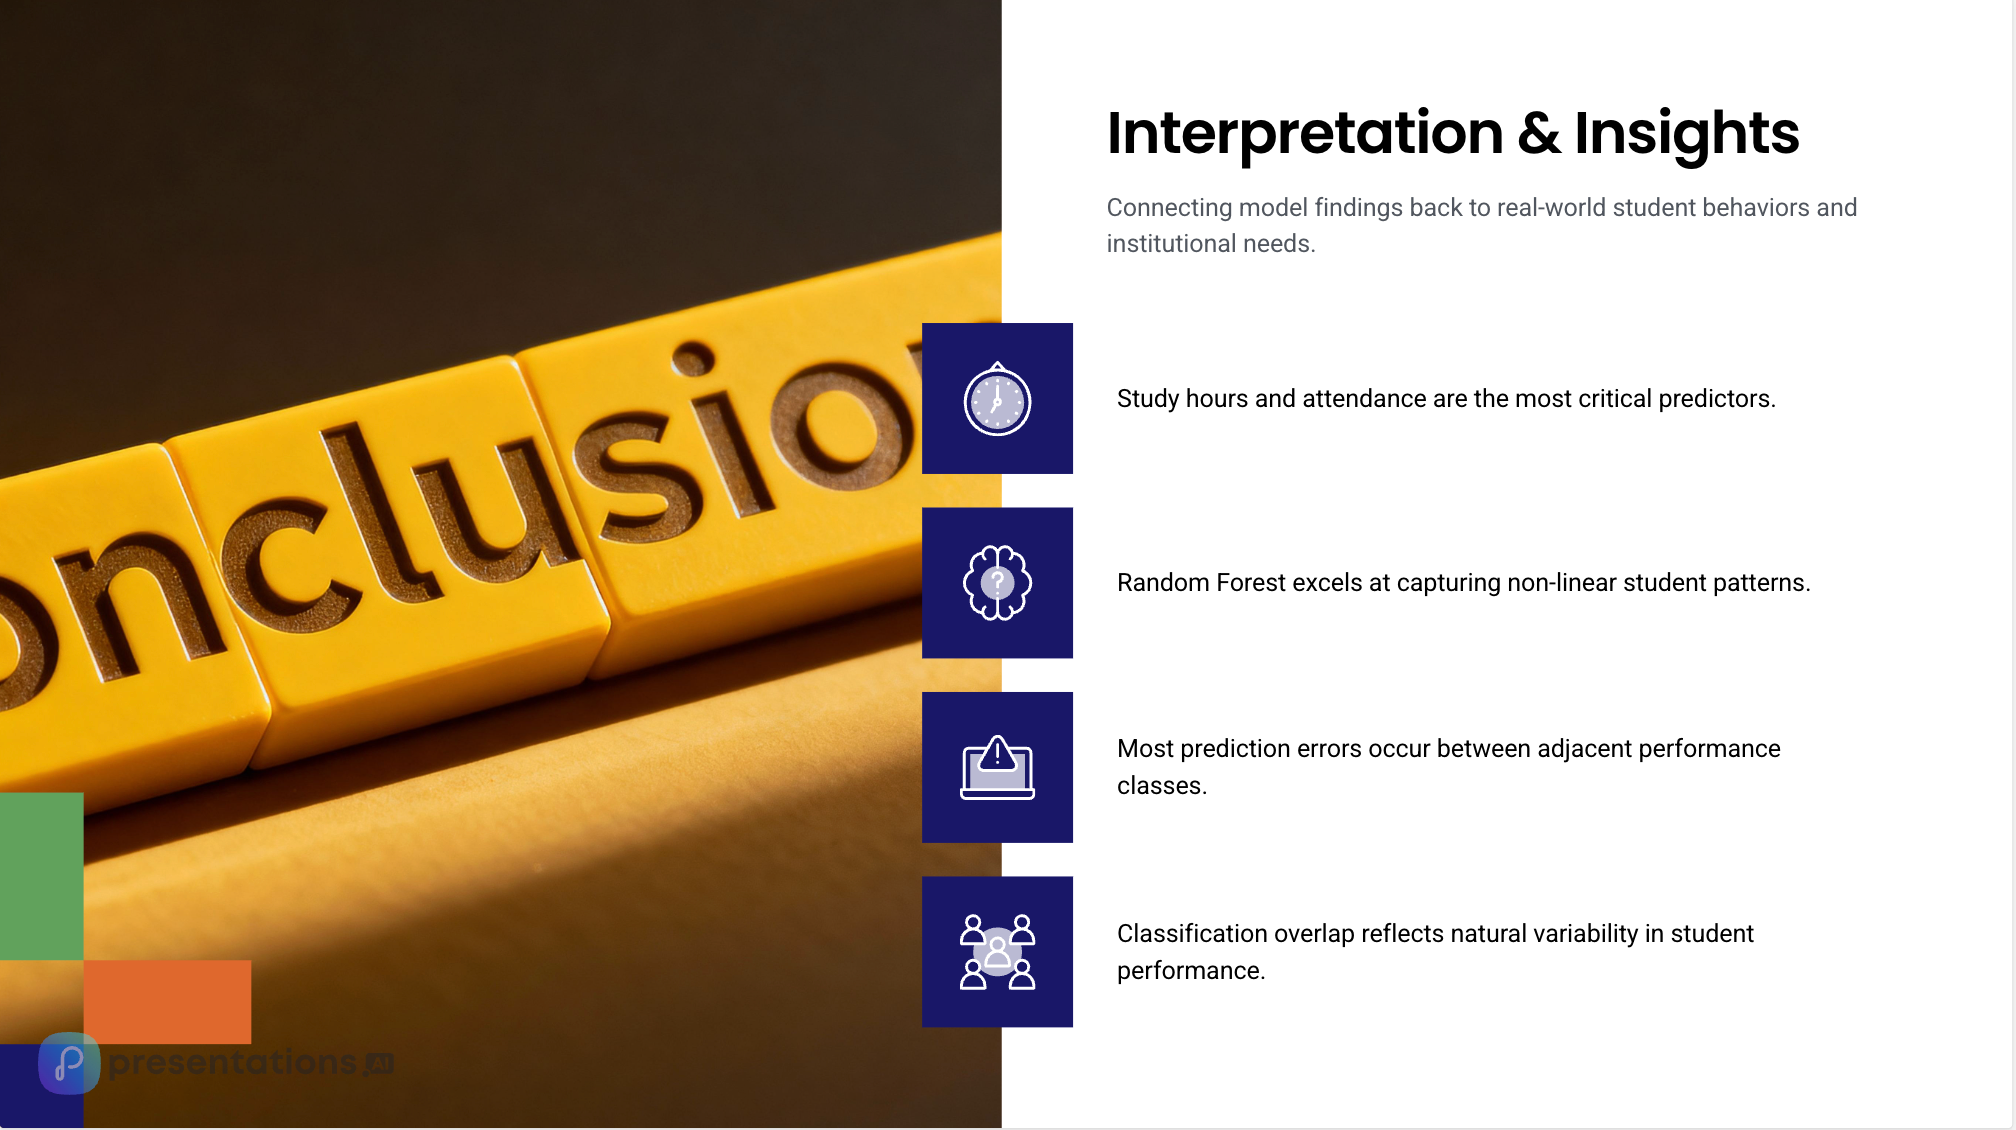 onclusion
Interpretation & Insights
Connecting model findings back to real-world student behaviors and
institutional needs.
Study hours and attendance are the most critical predictors.
Random Forest excels at capturing non-linear student patterns.
Most prediction errors occur between adjacent performance
classes.
Classification overlap reflects natural variability in student
performance.
presentations.AI